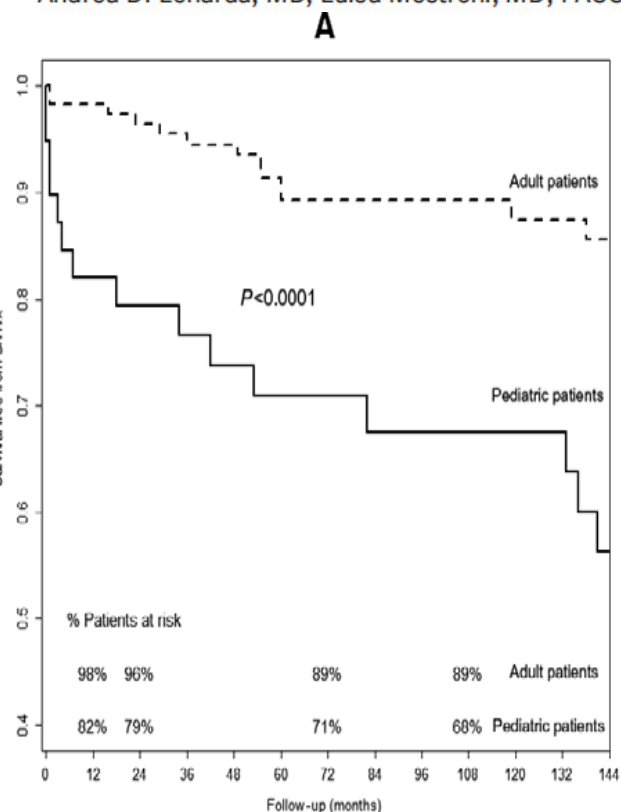 A
1.0
0.9
0.8
0.7
0.6
0.5
0.4
Adult patients
P<0.0001
Pediatric patients
% Patients at risk
98% 96% 89% 89% Adult patients
82% 79% 71% 68% Pediatric patients
0 12 24 36 48 60 72 84 96 108 120 132 144
Follow-up (months)